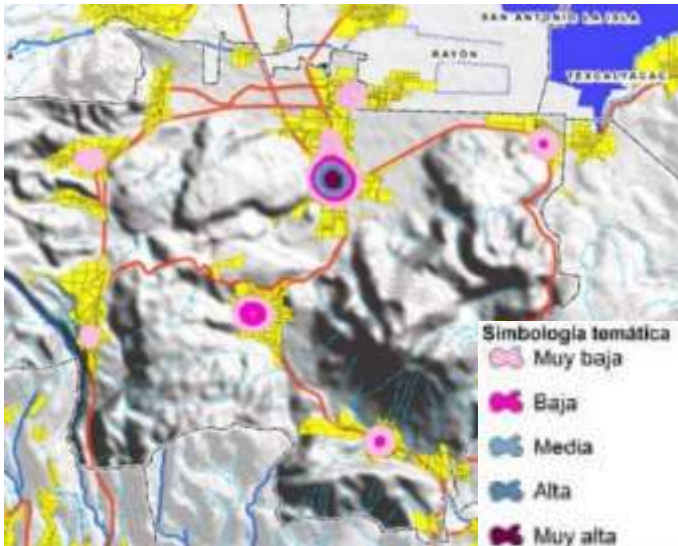 SAN ANTONIO LA ISLA
RAYÓN
TEXCALYACAC
Simbología temática
Muy baja
Baja
Media
Alta
Muy alta